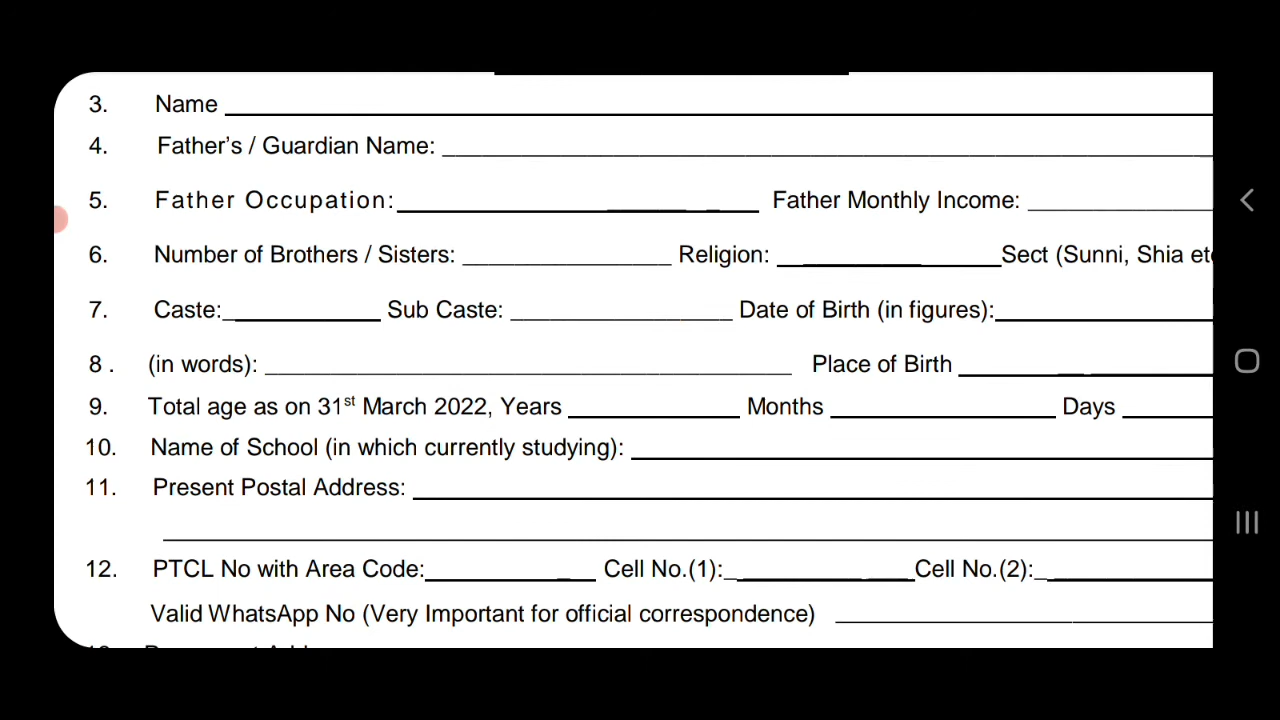 3. Name
4. Father’s / Guardian Name:
5. Father Occupation: Father Monthly Income:
6. Number of Brothers / Sisters: Religion: Sect (Sunni, Shia etc
7. Caste: Sub Caste: Date of Birth (in figures):
8 . (in words): Place of Birth
9. Total age as on 31st March 2022, Years Months Days
10. Name of School (in which currently studying):
11. Present Postal Address:
12. PTCL No with Area Code: Cell No.(1): Cell No.(2):
Valid WhatsApp No (Very Important for official correspondence)